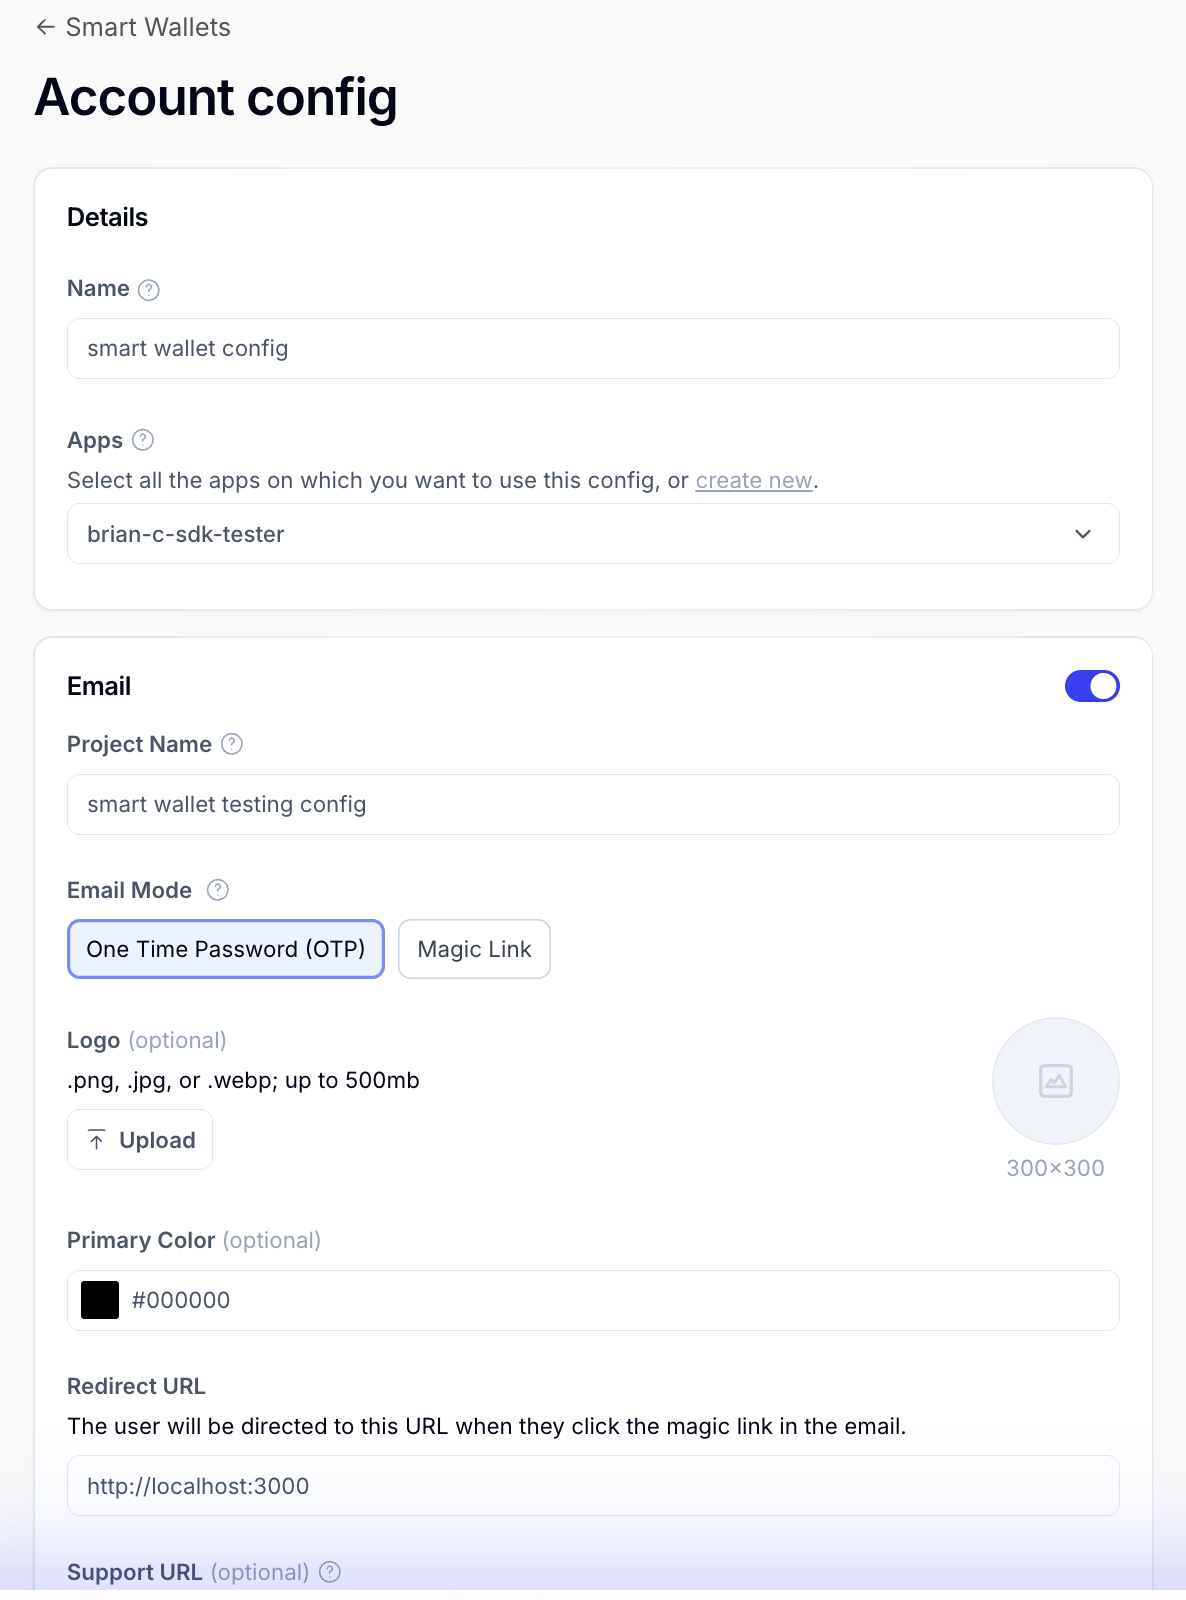 ← Smart Wallets
Account config
Details
Name ?
smart wallet config
Apps ?
Select all the apps on which you want to use this config, or create new.
brian-c-sdk-tester
Email
Project Name ?
smart wallet testing config
Email Mode ?
One Time Password (OTP) Magic Link
Logo (optional)
.png, .jpg, or .webp; up to 500mb
Upload
300×300
Primary Color (optional)
#000000
Redirect URL
The user will be directed to this URL when they click the magic link in the email.
http://localhost:3000
Support URL (optional) ?